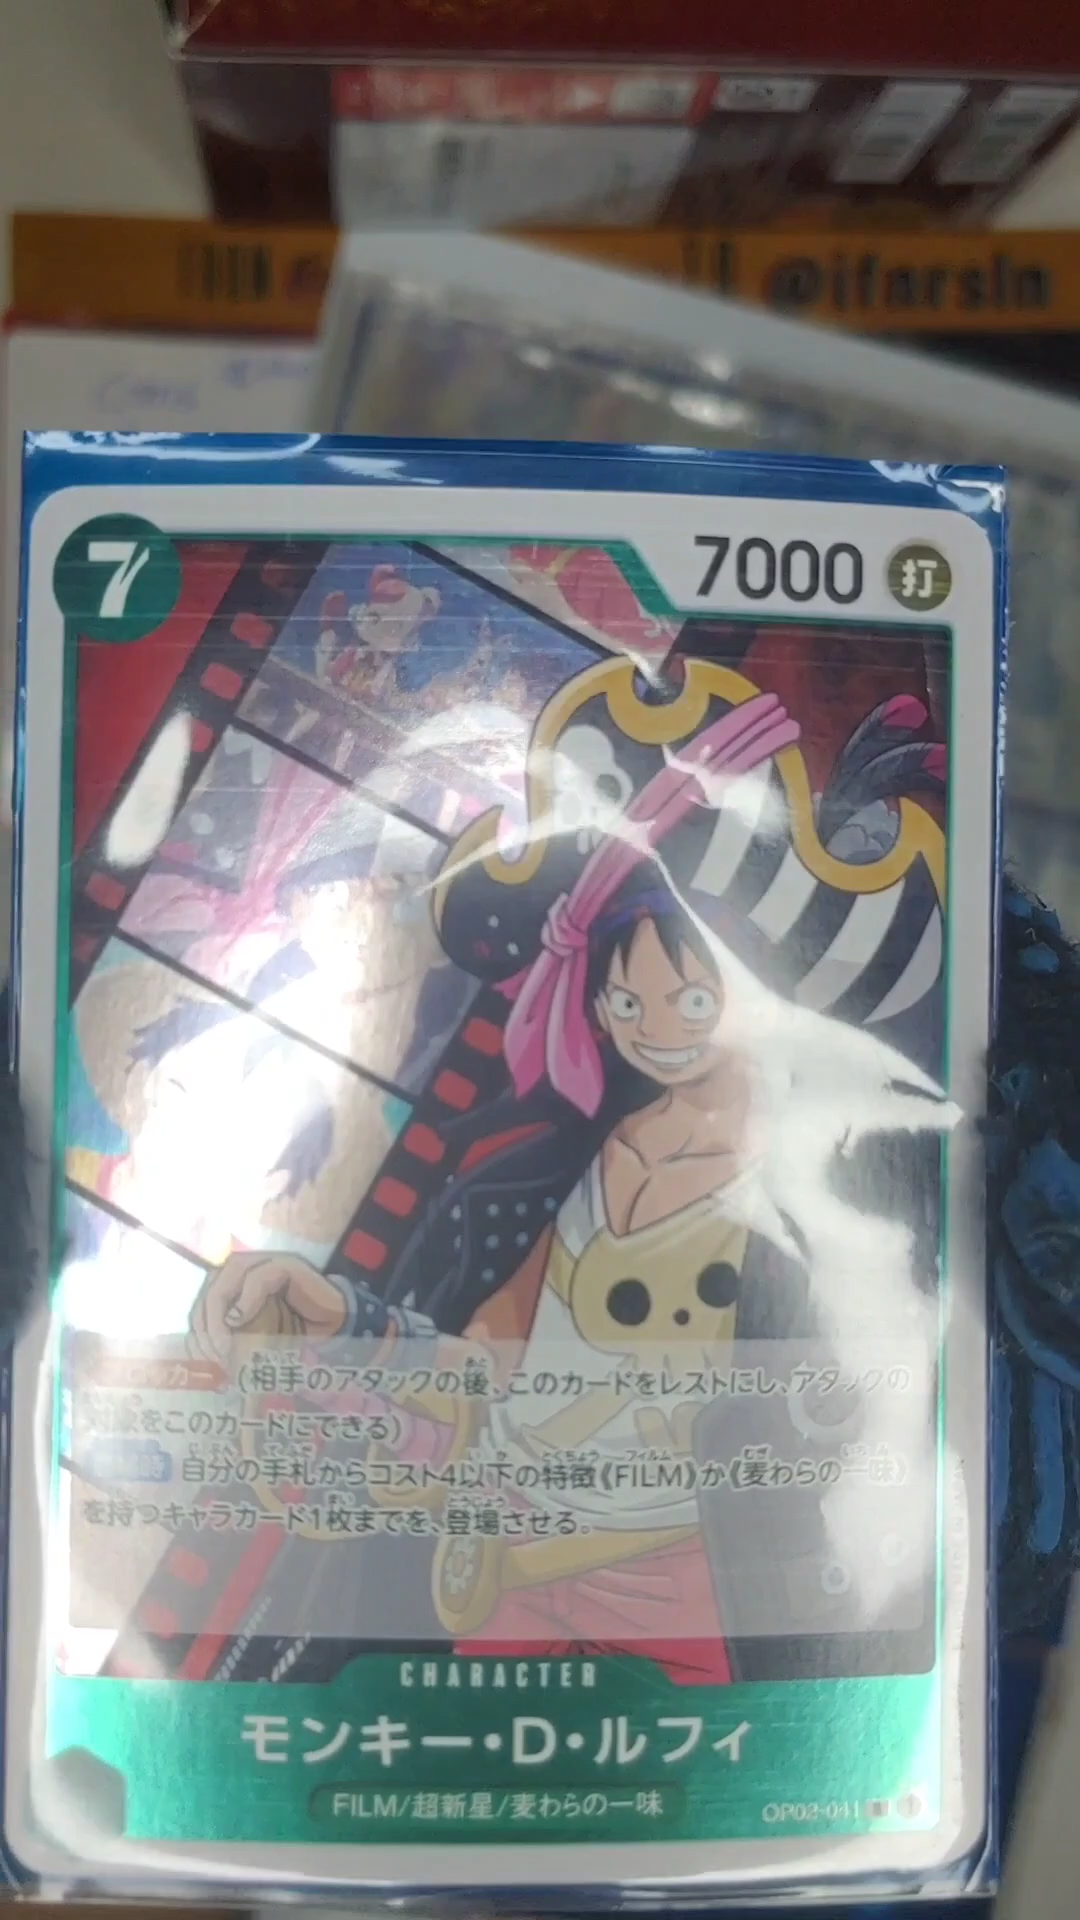 @ifnrsln
7
7000 打
(相手のアタックの後、このカードをレストにし、アタックの
対象をこのカードにできる)
自分の手札からコスト4以下の特徴《FILM》か《麦わらの一味》
を持つキャラカード1枚までを、登場させる。
CHARACTER
モンキー・D・ルフィ
FILM/超新星/麦わらの一味
OP02-041